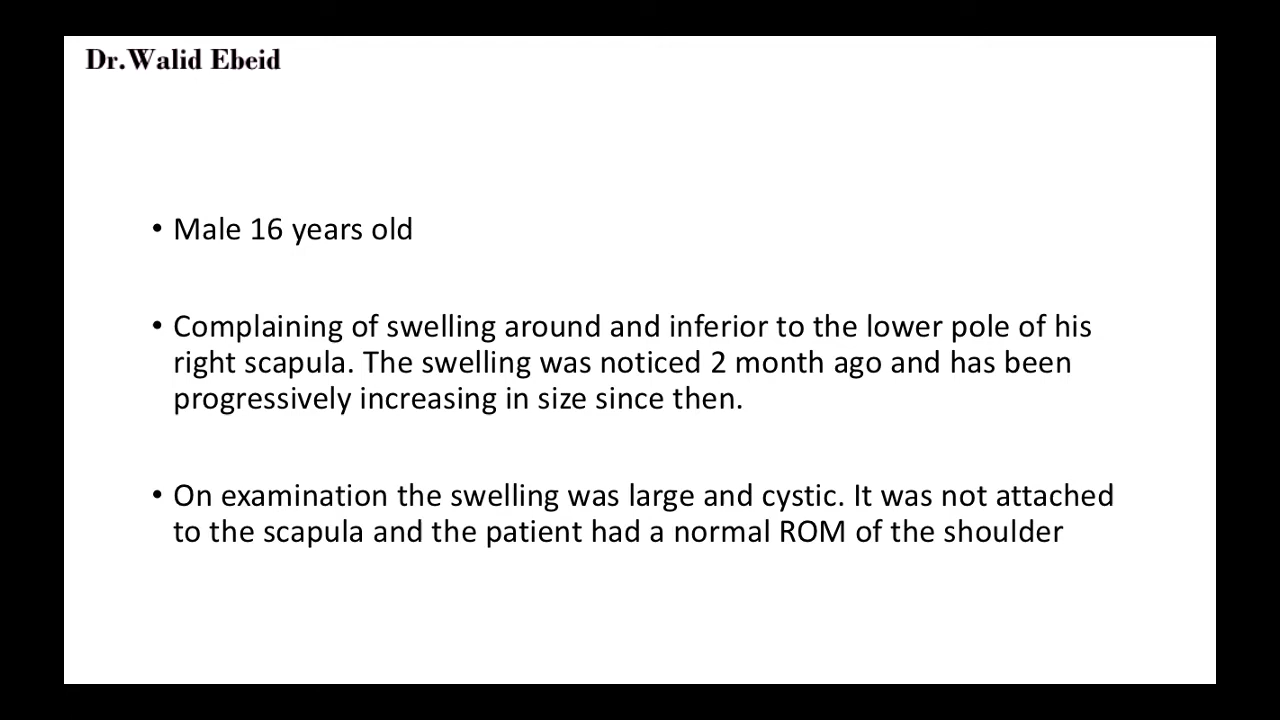 Dr.Walid Ebeid
• Male 16 years old
• Complaining of swelling around and inferior to the lower pole of his
right scapula. The swelling was noticed 2 month ago and has been
progressively increasing in size since then.
• On examination the swelling was large and cystic. It was not attached
to the scapula and the patient had a normal ROM of the shoulder